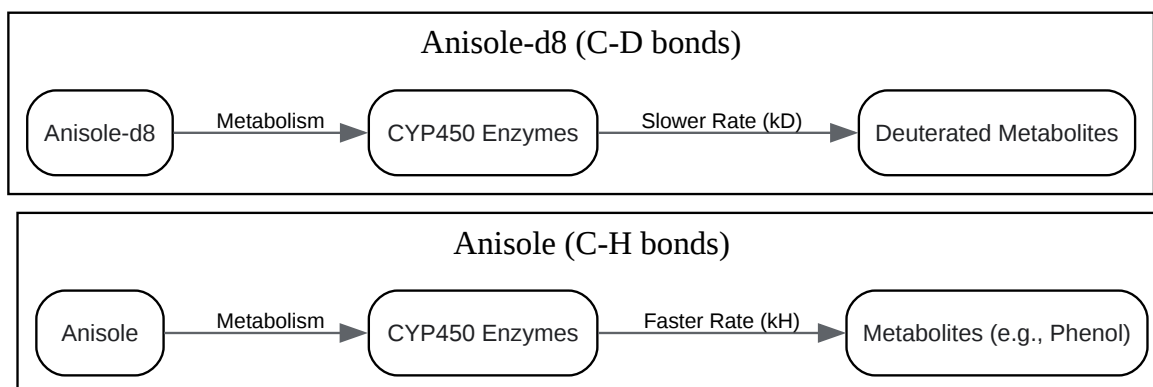 Anisole-d8 (C-D bonds)
Anisole-d8
Metabolism
CYP450 Enzymes
Slower Rate (kD)
Deuterated Metabolites
Anisole (C-H bonds)
Anisole
Metabolism
CYP450 Enzymes
Faster Rate (kH)
Metabolites (e.g., Phenol)